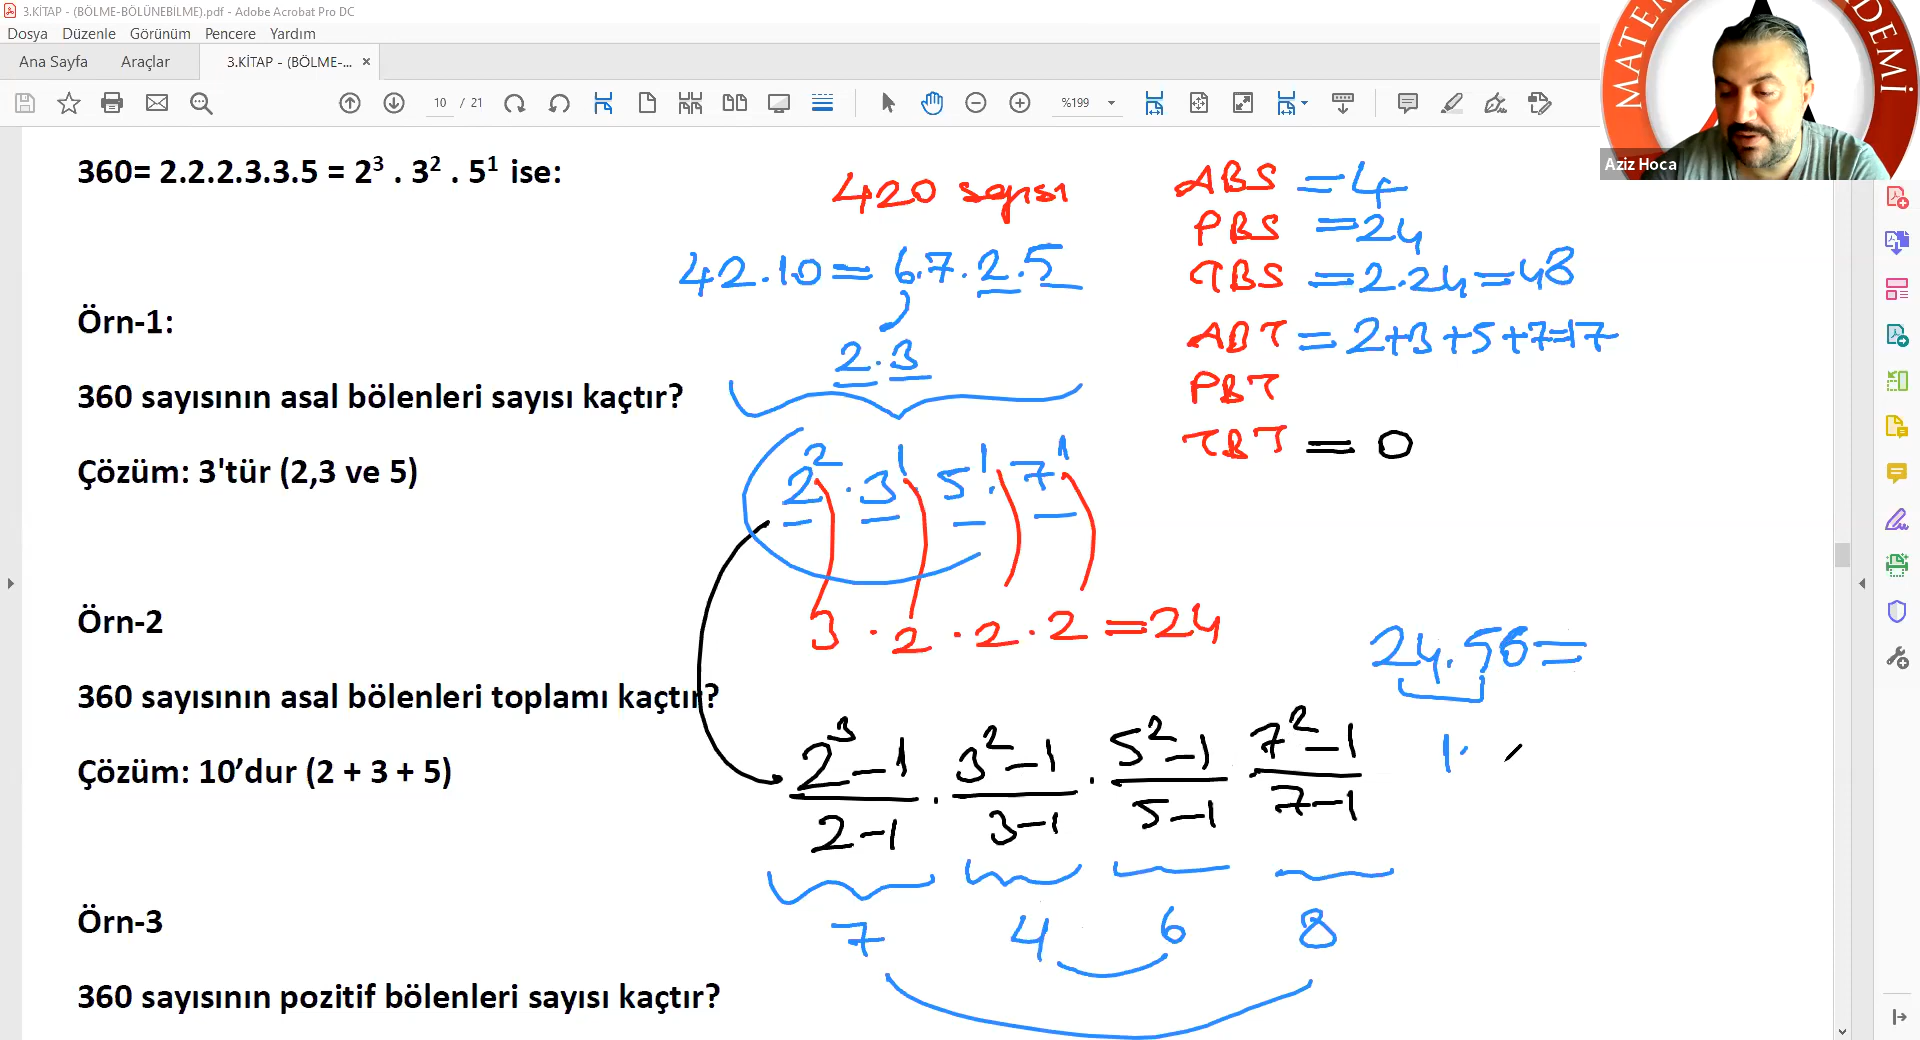 3.KİTAP - (BÖLME-BÖLÜNEBİLME).pdf - Adobe Acrobat Pro DC
Dosya Düzenle Görünüm Pencere Yardım
Ana Sayfa Araçlar 3.KİTAP - (BÖLME-... ×
10 / 21 %199
MATEM
DEMİ
Aziz Hoca
360= 2.2.2.3.3.5 = 2³ . 3² . 5¹ ise:
420 sayısı
42.10 = 6.7.2.5
2.3
2² . 3¹ 5¹ . 7¹
3 . 2 . 2 . 2 = 24
ABS = 4
PBS = 24
TBS = 2.24 = 48
ABT = 2+3+5+7=17
PBT
TBT = 0
Örn-1:
360 sayısının asal bölenleri sayısı kaçtır?
Çözüm: 3'tür (2,3 ve 5)
Örn-2
360 sayısının asal bölenleri toplamı kaçtır?
Çözüm: 10’dur (2 + 3 + 5)
24.56=
1.
2³-1 / 2-1 . 3²-1 / 3-1 . 5²-1 / 5-1 7²-1 / 7-1
7 4 6 8
Örn-3
360 sayısının pozitif bölenleri sayısı kaçtır?